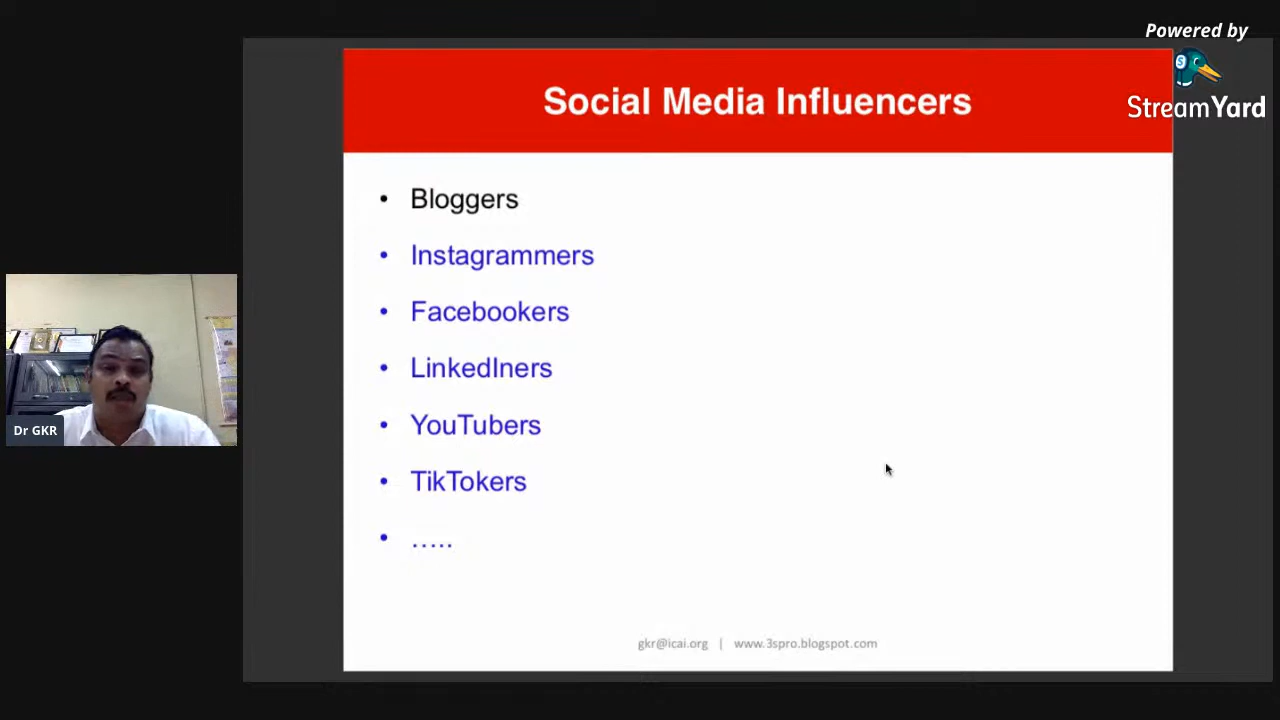 Powered by
StreamYard
Social Media Influencers
• Bloggers
• Instagrammers
• Facebookers
• LinkedIners
• YouTubers
• TikTokers
• …..
Dr GKR
gkr@icai.org | www.3spro.blogspot.com